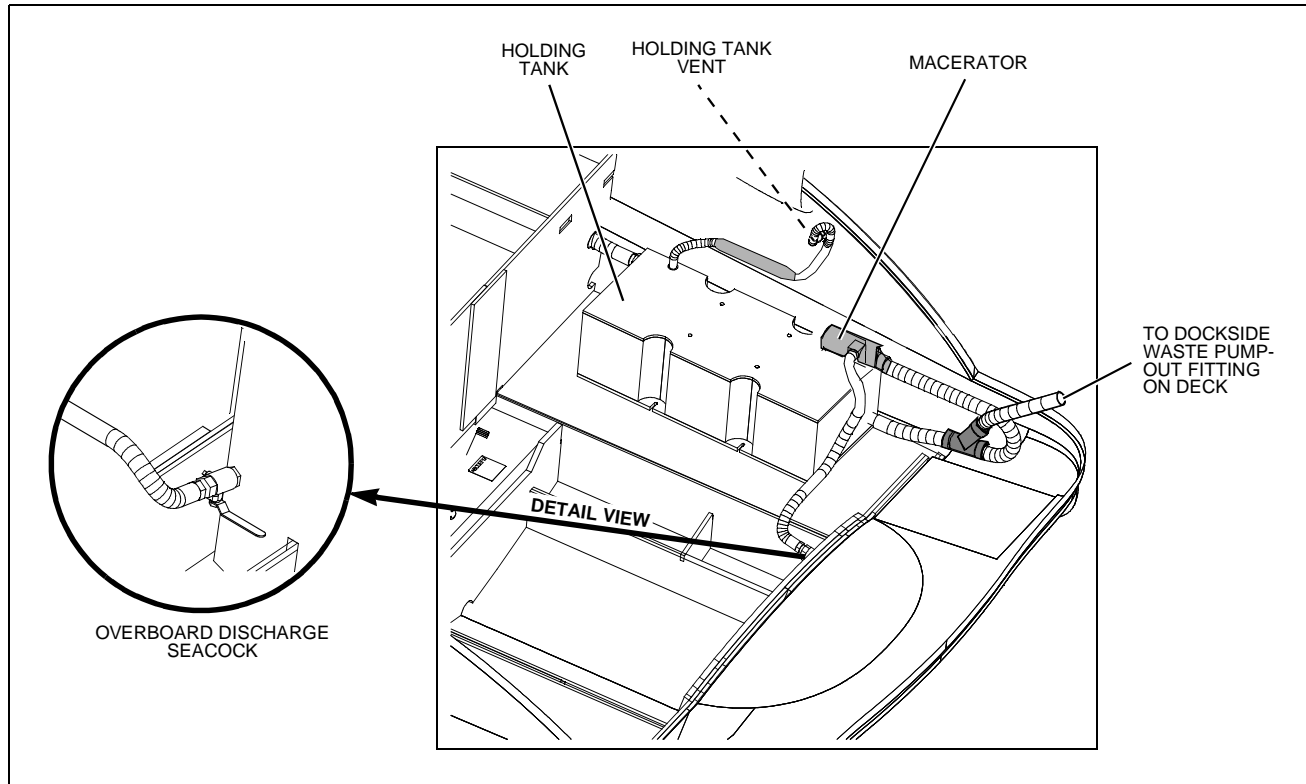 HOLDING
TANK
HOLDING TANK
VENT
MACERATOR
TO DOCKSIDE
WASTE PUMP-
OUT FITTING
ON DECK
DETAIL VIEW
OVERBOARD DISCHARGE
SEACOCK